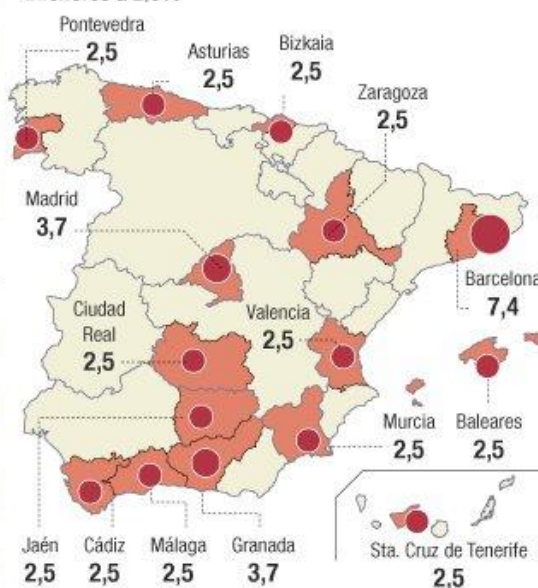 Pontevedra
2,5
Asturias
2,5
Bizkaia
2,5
Zaragoza
2,5
Madrid
3,7
Barcelona
7,4
Ciudad
Real
2,5
Valencia
2,5
Murcia
2,5
Baleares
2,5
Jaén
2,5
Cádiz
2,5
Málaga
2,5
Granada
3,7
Sta. Cruz de Tenerife
2,5